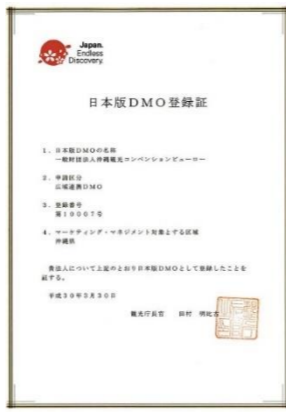 Japan.
Endless
Discovery.
日本版DMO登録証
1．日本版DMOの名称
一般財団法人沖縄観光コンベンションビューロー
2．申請区分
広域連携DMO
3．登録番号
第10007号
4．マーケティング・マネジメント対象とする区域
沖縄県
貴法人について上記のとおり日本版DMOとして登録したことを
証する。
平成30年3月30日
観光庁長官 田村 明比古